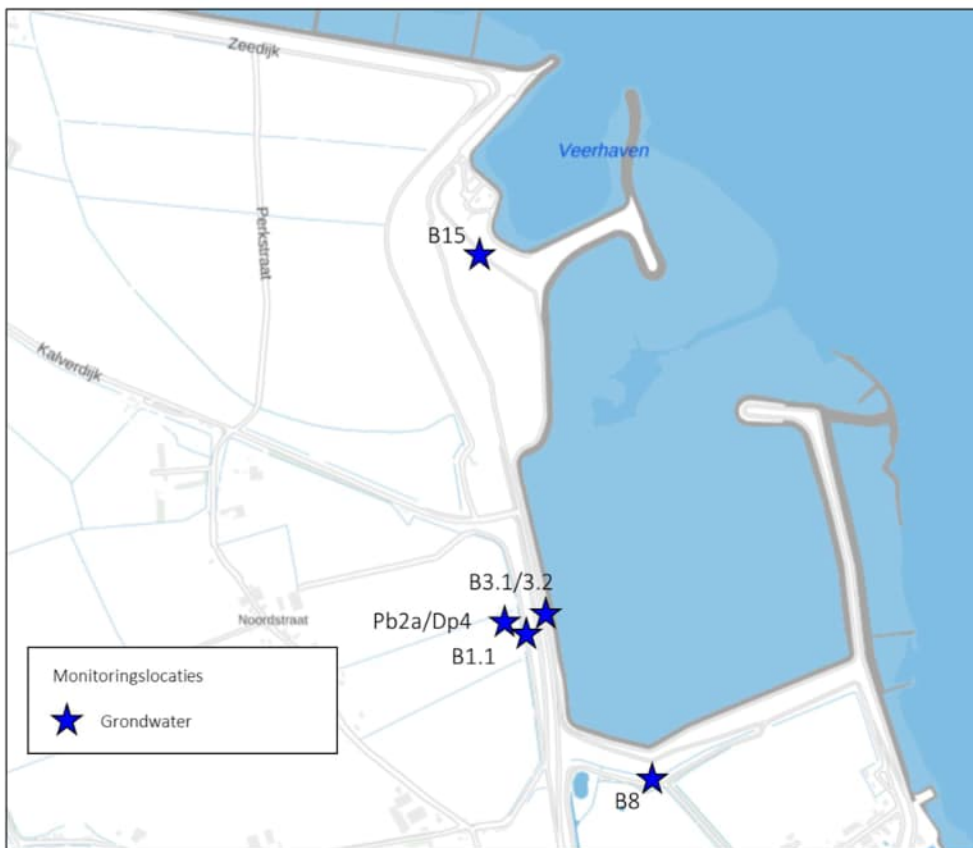 Zeedijk
Veerhaven
Perkstraat
B15
Kalverdijk
B3.1/3.2
Pb2a/Dp4
Noordstraat
B1.1
Monitoringslocaties
Grondwater
B8